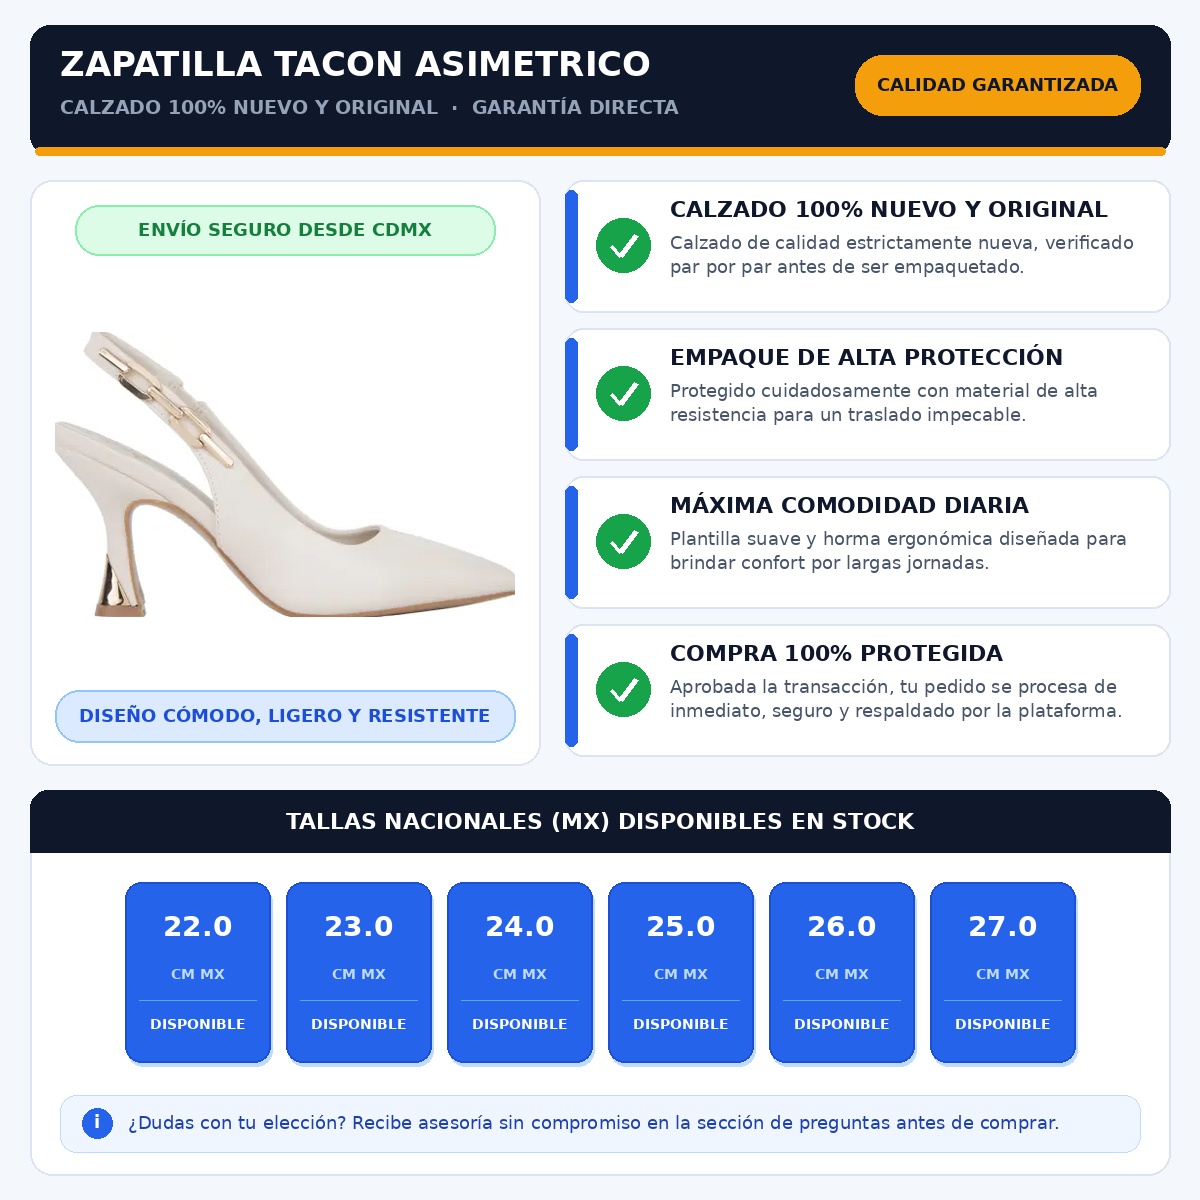 ZAPATILLA TACON ASIMETRICO
CALZADO 100% NUEVO Y ORIGINAL · GARANTÍA DIRECTA
CALIDAD GARANTIZADA
ENVÍO SEGURO DESDE CDMX
DISEÑO CÓMODO, LIGERO Y RESISTENTE
CALZADO 100% NUEVO Y ORIGINAL
Calzado de calidad estrictamente nueva, verificado
par por par antes de ser empaquetado.
EMPAQUE DE ALTA PROTECCIÓN
Protegido cuidadosamente con material de alta
resistencia para un traslado impecable.
MÁXIMA COMODIDAD DIARIA
Plantilla suave y horma ergonómica diseñada para
brindar confort por largas jornadas.
COMPRA 100% PROTEGIDA
Aprobada la transacción, tu pedido se procesa de
inmediato, seguro y respaldado por la plataforma.
TALLAS NACIONALES (MX) DISPONIBLES EN STOCK
22.0
CM MX
DISPONIBLE
23.0
CM MX
DISPONIBLE
24.0
CM MX
DISPONIBLE
25.0
CM MX
DISPONIBLE
26.0
CM MX
DISPONIBLE
27.0
CM MX
DISPONIBLE
i ¿Dudas con tu elección? Recibe asesoría sin compromiso en la sección de preguntas antes de comprar.